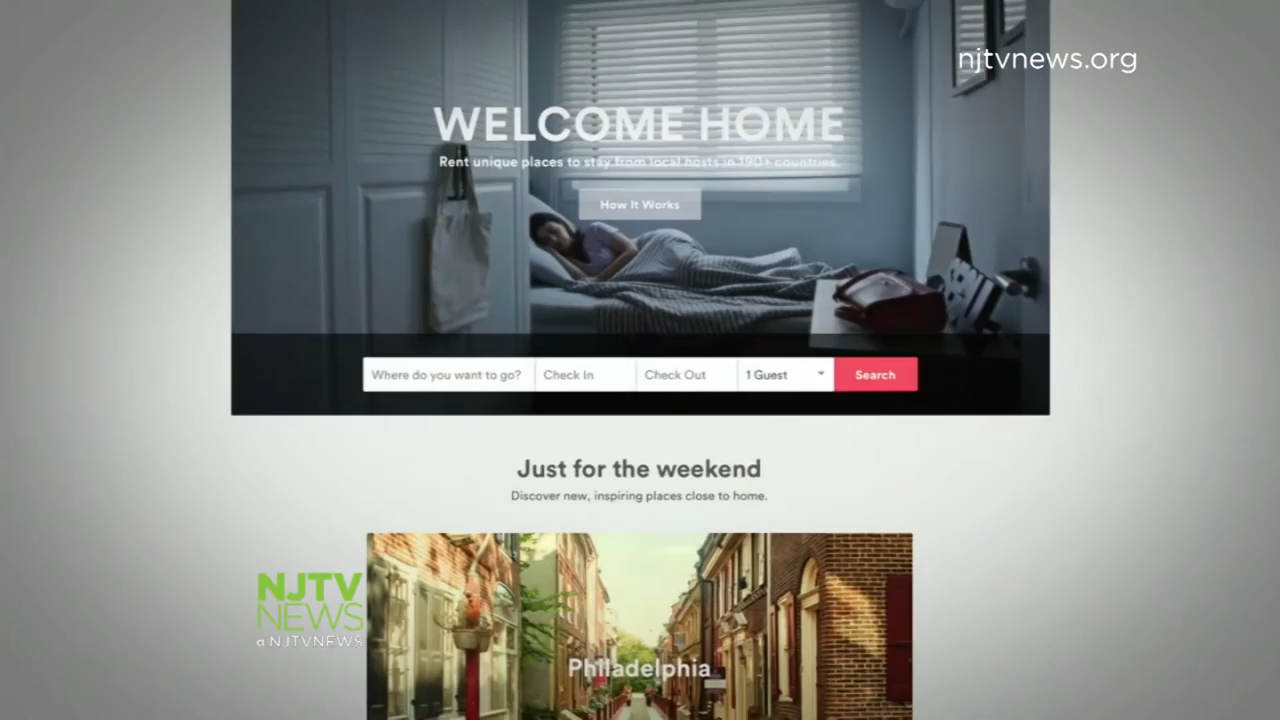 njtvnews.org
WELCOME HOME
Rent unique places to stay from local hosts in 190+ countries.
How It Works
Where do you want to go?
Check In
Check Out
1 Guest
Search
Just for the weekend
Discover new, inspiring places close to home.
NJTV
NEWS
@NJTVNEWS
Philadelphia